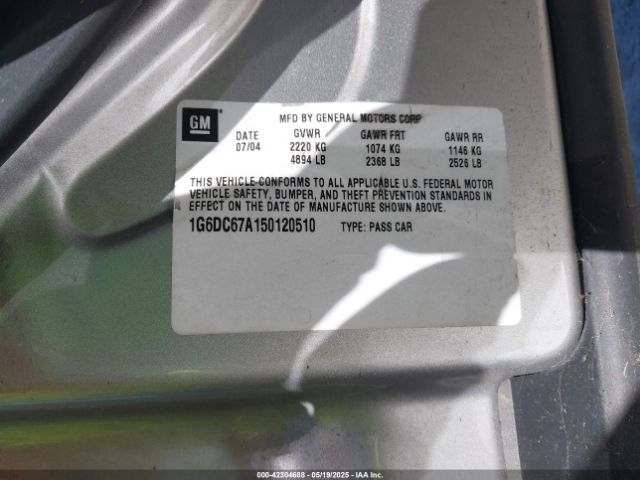 GM
MFD BY GENERAL MOTORS CORP
DATE GVWR GAWR FRT GAWR RR
07/04 2220 KG 1074 KG 1146 KG
4894 LB 2368 LB 2526 LB
THIS VEHICLE CONFORMS TO ALL APPLICABLE U.S. FEDERAL MOTOR
VEHICLE SAFETY, BUMPER, AND THEFT PREVENTION STANDARDS IN
EFFECT ON THE DATE OF MANUFACTURE SHOWN ABOVE.
1G6DC67A150120510 TYPE: PASS CAR
00-42304688 - 05/19/2025 - IAAI.COM